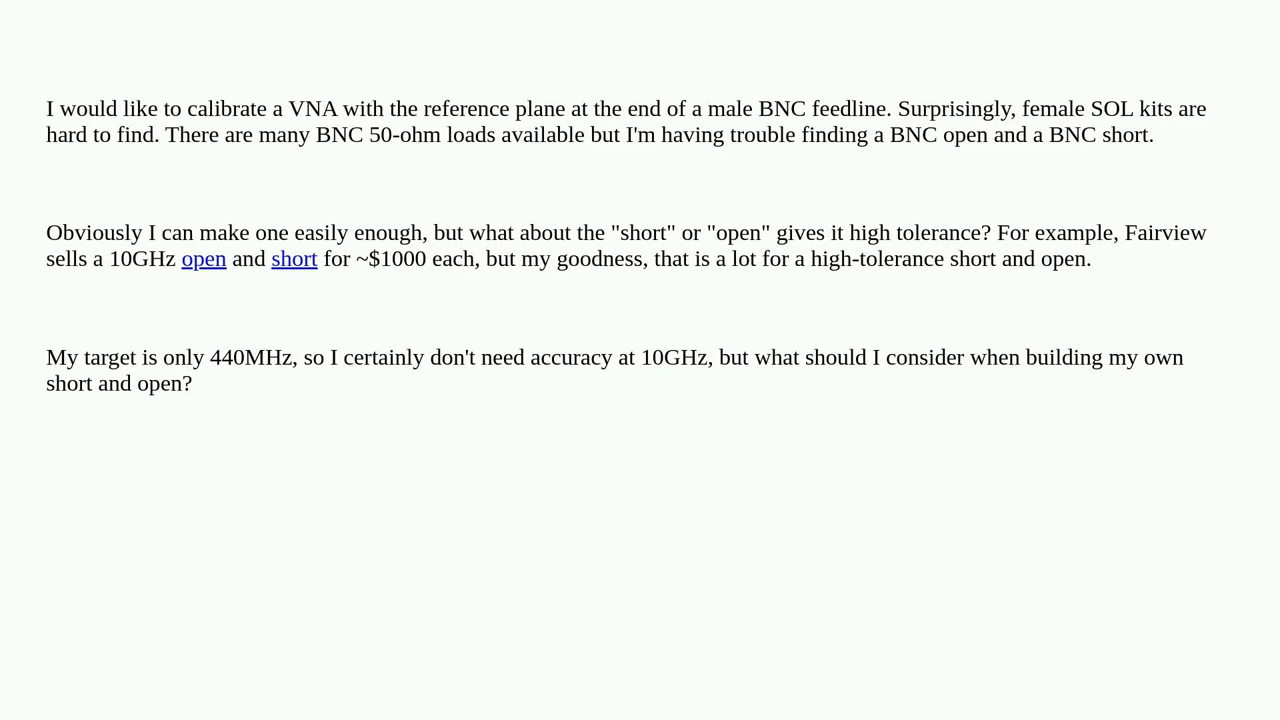 I would like to calibrate a VNA with the reference plane at the end of a male BNC feedline. Surprisingly, female SOL kits are
hard to find. There are many BNC 50-ohm loads available but I'm having trouble finding a BNC open and a BNC short.
Obviously I can make one easily enough, but what about the "short" or "open" gives it high tolerance? For example, Fairview
sells a 10GHz open and short for ~$1000 each, but my goodness, that is a lot for a high-tolerance short and open.
My target is only 440MHz, so I certainly don't need accuracy at 10GHz, but what should I consider when building my own
short and open?